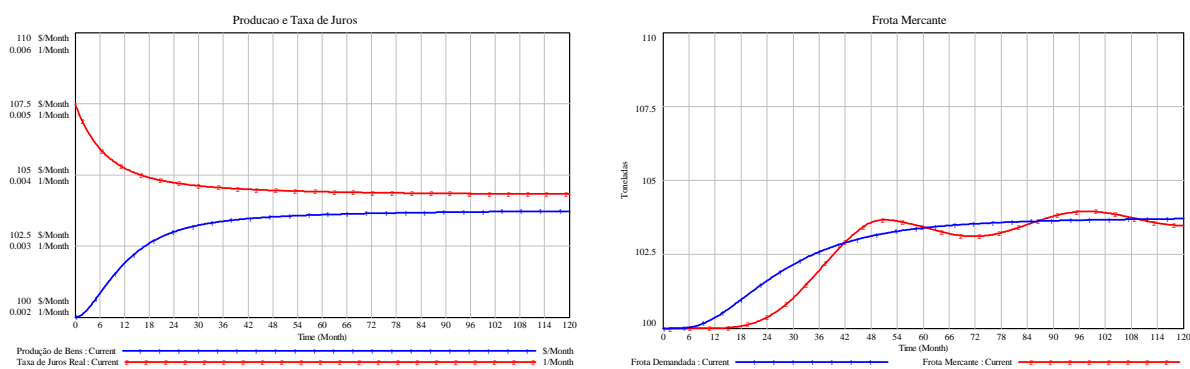 Producao e Taxa de Juros
110 $/Month
0.006 1/Month
107.5 $/Month
0.005 1/Month
105 $/Month
0.004 1/Month
102.5 $/Month
0.003 1/Month
100 $/Month
0.002 1/Month
0 6 12 18 24 30 36 42 48 54 60 66 72 78 84 90 96 102 108 114 120
Time (Month)
Produção de Bens : Current $/Month
Taxa de Juros Real : Current 1/Month
Frota Mercante
110
107.5
105
102.5
100
Toneladas
0 6 12 18 24 30 36 42 48 54 60 66 72 78 84 90 96 102 108 114 120
Time (Month)
Frota Demandada : Current
Frota Mercante : Current